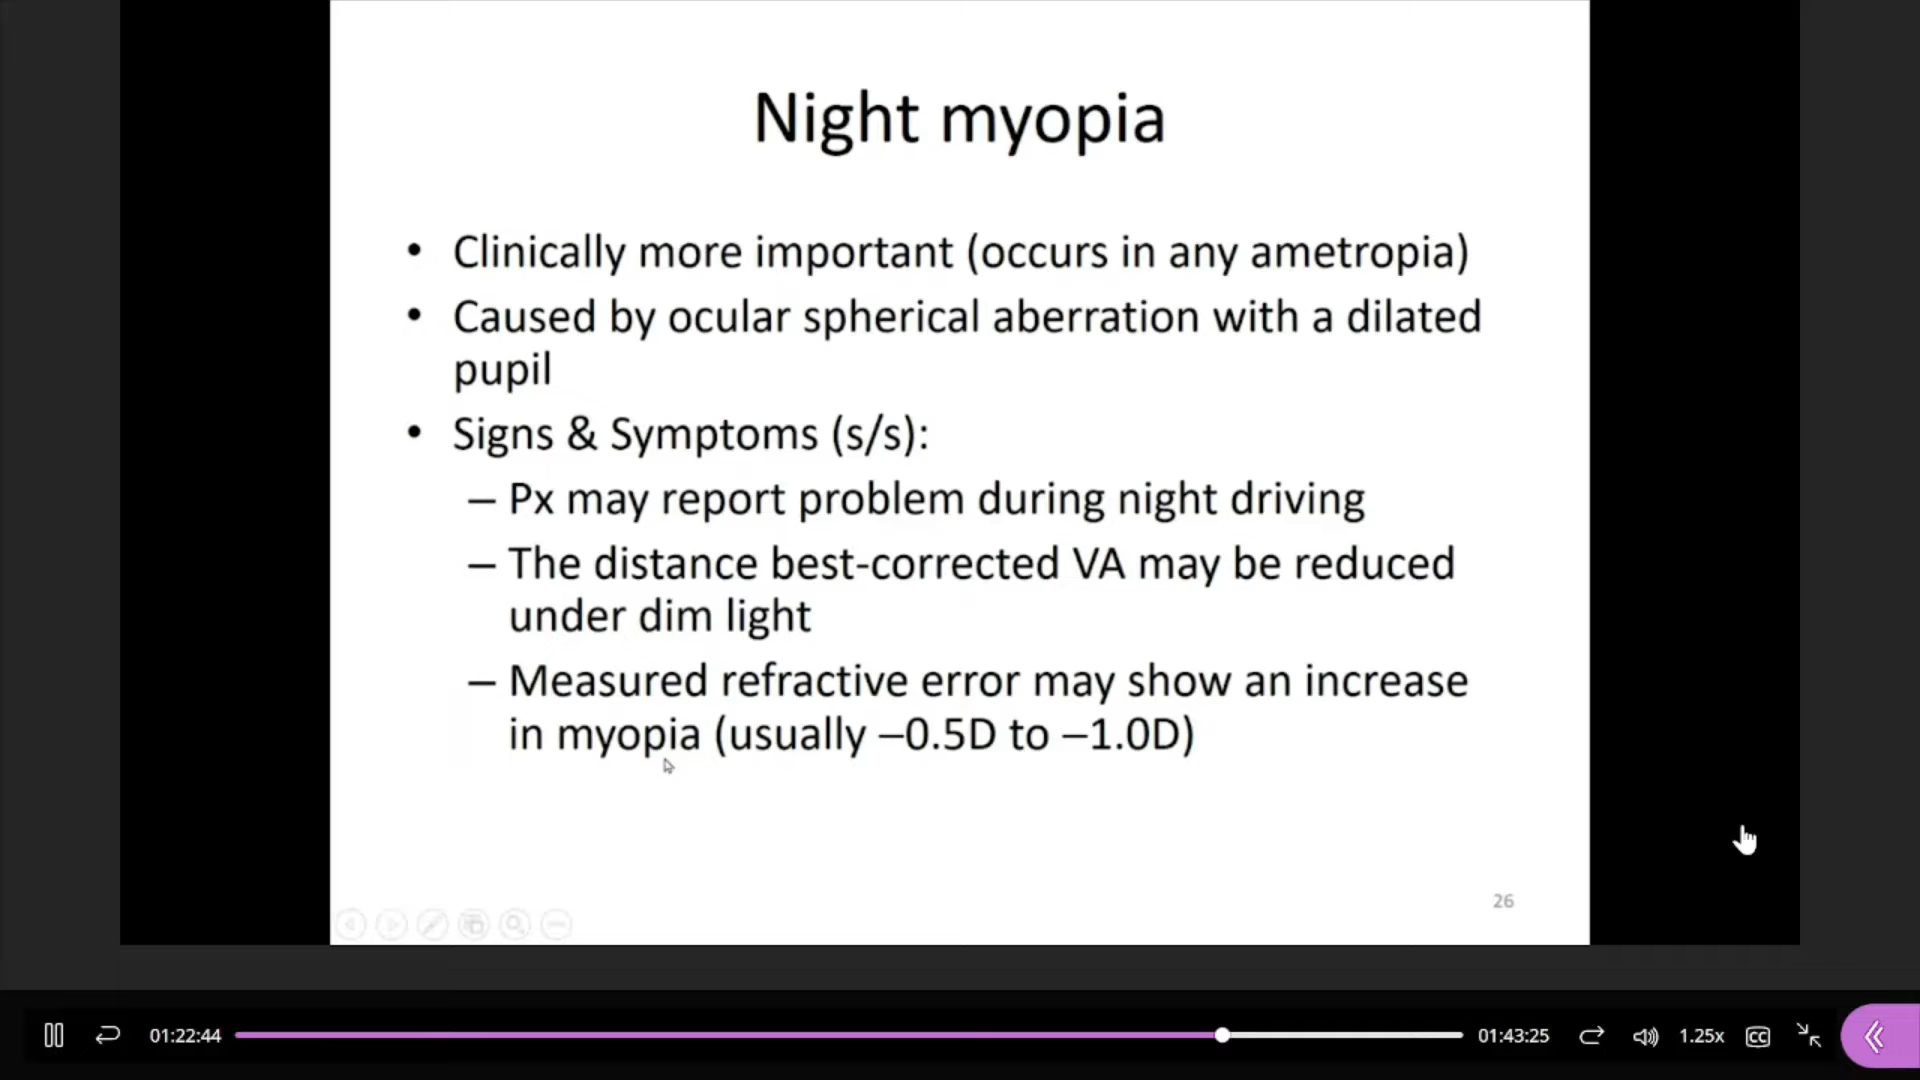 Night myopia
• Clinically more important (occurs in any ametropia)
• Caused by ocular spherical aberration with a dilated
pupil
• Signs & Symptoms (s/s):
– Px may report problem during night driving
– The distance best-corrected VA may be reduced
under dim light
– Measured refractive error may show an increase
in myopia (usually –0.5D to –1.0D)
26
01:22:44
01:43:25
1.25x
CC